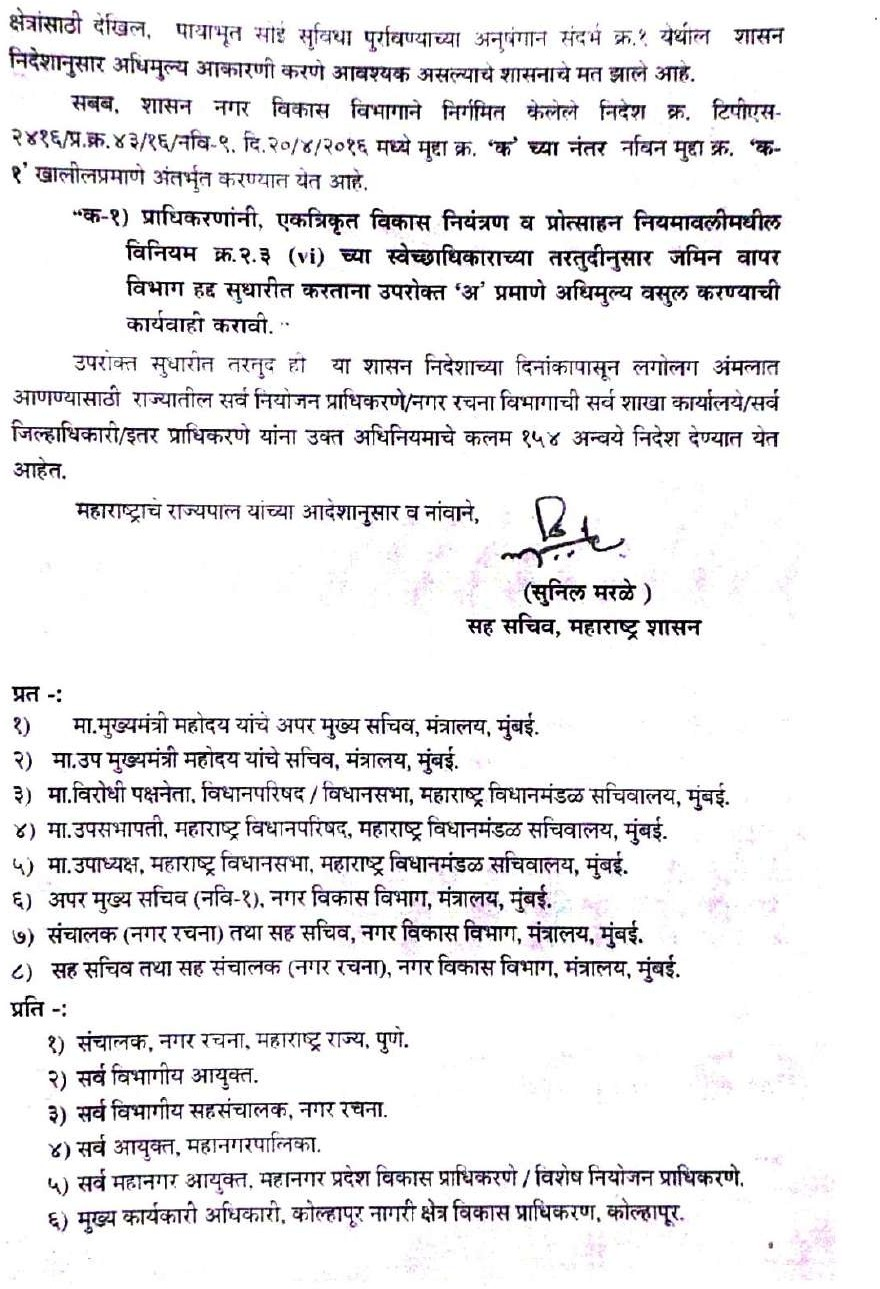 क्षेत्रांसाठी देखिल, पायाभूत सोई सुविधा पुरविण्याच्या अनुषंगान संदर्भ क्र.१ येथील शासन
निदेशानुसार अधिमुल्य आकारणी करणे आवश्यक असल्याचे शासनाचे मत झाले आहे.
सबब, शासन नगर विकास विभागाने निर्गमित केलेले निदेश क्र. टिपीएस-
२४१६/प्र.क्र.४३/१६/नवि-९, दि.२०/४/२०१६ मध्ये मुद्दा क्र. 'क' च्या नंतर नविन मुद्दा क्र. 'क-
१' खालीलप्रमाणे अंतर्भुत करण्यात येत आहे.
"क-१) प्राधिकरणांनी, एकत्रिकृत विकास नियंत्रण व प्रोत्साहन नियमावलीमधील
विनियम क्र.२.३ (vi) च्या स्वेच्छाधिकाराच्या तरतुदीनुसार जमिन वापर
विभाग हद्द सुधारीत करताना उपरोक्त 'अ' प्रमाणे अधिमुल्य वसुल करण्याची
कार्यवाही करावी."
उपरोक्त सुधारीत तरतुद ही या शासन निदेशाच्या दिनांकापासून लगोलग अंमलात
आणण्यासाठी राज्यातील सर्व नियोजन प्राधिकरणे/नगर रचना विभागाची सर्व शाखा कार्यालये/सर्व
जिल्हाधिकारी/इतर प्राधिकरणे यांना उक्त अधिनियमाचे कलम १५४ अन्वये निदेश देण्यात येत
आहेत.
महाराष्ट्राचे राज्यपाल यांच्या आदेशानुसार व नांवाने,
(सुनिल मरळे )
सह सचिव, महाराष्ट्र शासन
प्रत -:
१) मा.मुख्यमंत्री महोदय यांचे अपर मुख्य सचिव, मंत्रालय, मुंबई.
२) मा.उप मुख्यमंत्री महोदय यांचे सचिव, मंत्रालय, मुंबई.
३) मा.विरोधी पक्षनेता, विधानपरिषद / विधानसभा, महाराष्ट्र विधानमंडळ सचिवालय, मुंबई.
४) मा.उपसभापती, महाराष्ट्र विधानपरिषद, महाराष्ट्र विधानमंडळ सचिवालय, मुंबई.
५) मा.उपाध्यक्ष, महाराष्ट्र विधानसभा, महाराष्ट्र विधानमंडळ सचिवालय, मुंबई.
६) अपर मुख्य सचिव (नवि-१), नगर विकास विभाग, मंत्रालय, मुंबई.
७) संचालक (नगर रचना) तथा सह सचिव, नगर विकास विभाग, मंत्रालय, मुंबई.
८) सह सचिव तथा सह संचालक (नगर रचना), नगर विकास विभाग, मंत्रालय, मुंबई.
प्रति -:
१) संचालक, नगर रचना, महाराष्ट्र राज्य, पुणे.
२) सर्व विभागीय आयुक्त.
३) सर्व विभागीय सहसंचालक, नगर रचना.
४) सर्व आयुक्त, महानगरपालिका.
५) सर्व महानगर आयुक्त, महानगर प्रदेश विकास प्राधिकरणे / विशेष नियोजन प्राधिकरणे.
६) मुख्य कार्यकारी अधिकारी, कोल्हापूर नागरी क्षेत्र विकास प्राधिकरण, कोल्हापूर.